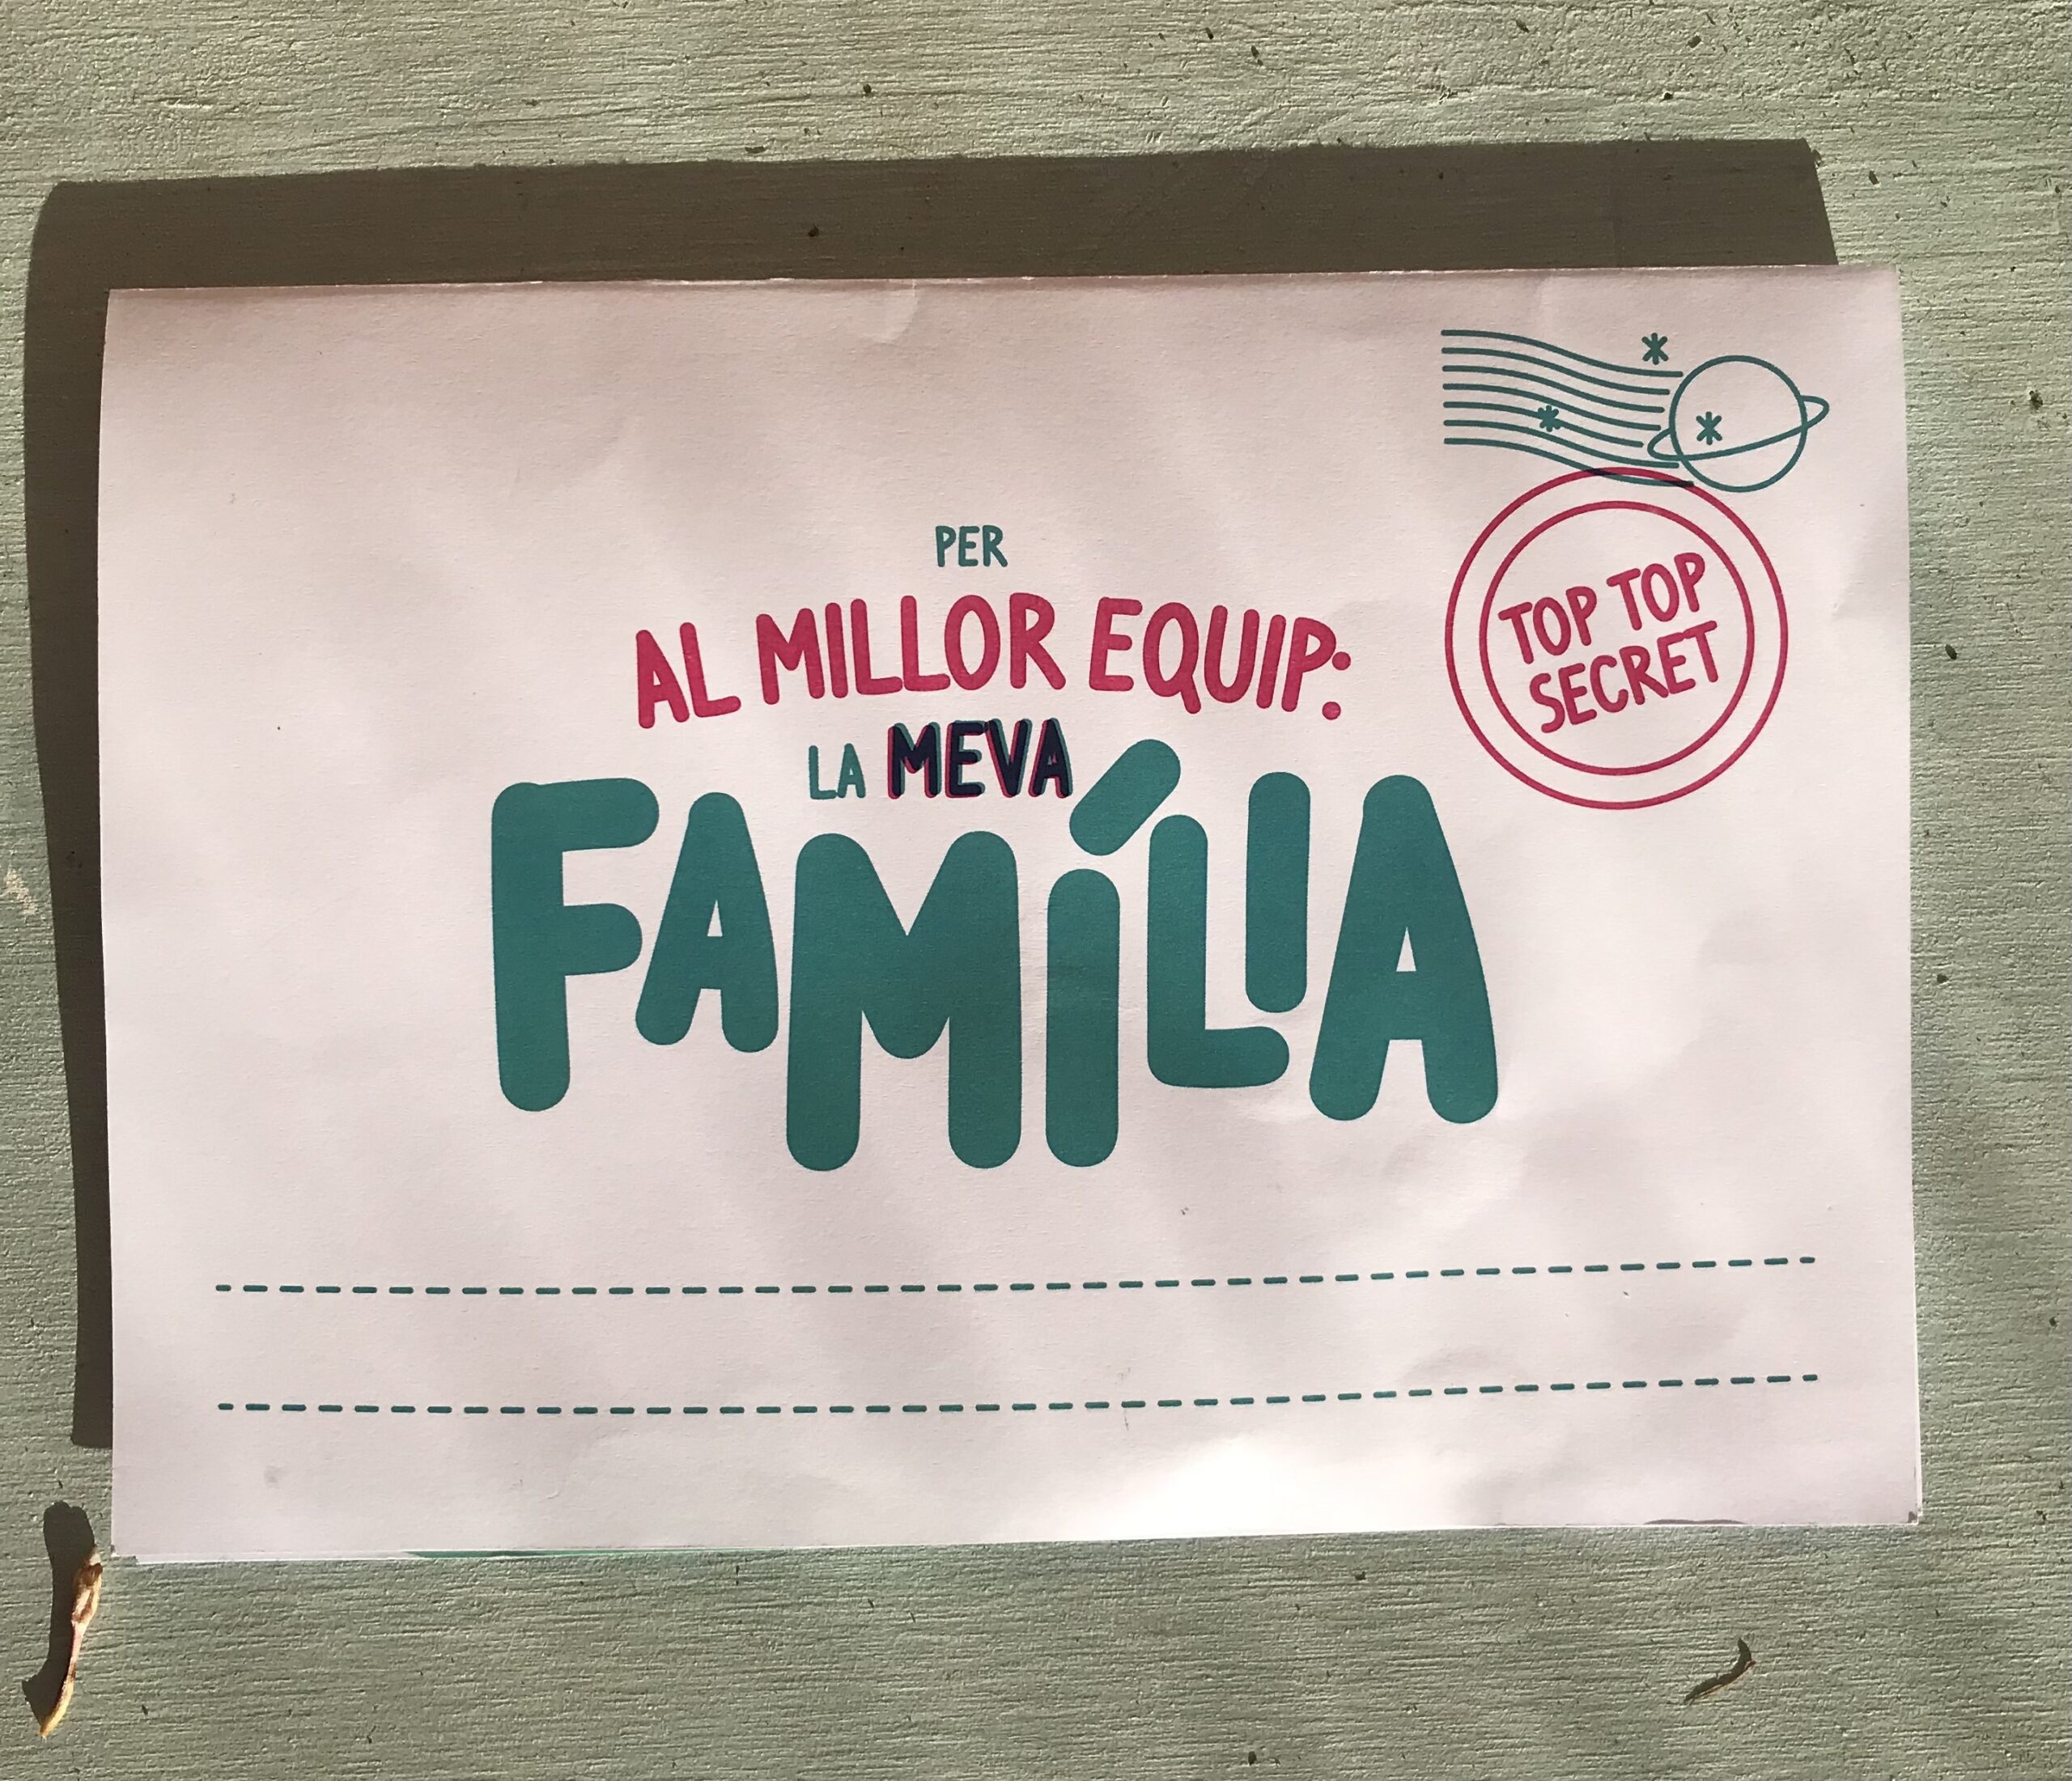 PER
AL MILLOR EQUIP:
LA MEVA
FAMÍLIA
TOP TOP
SECRET